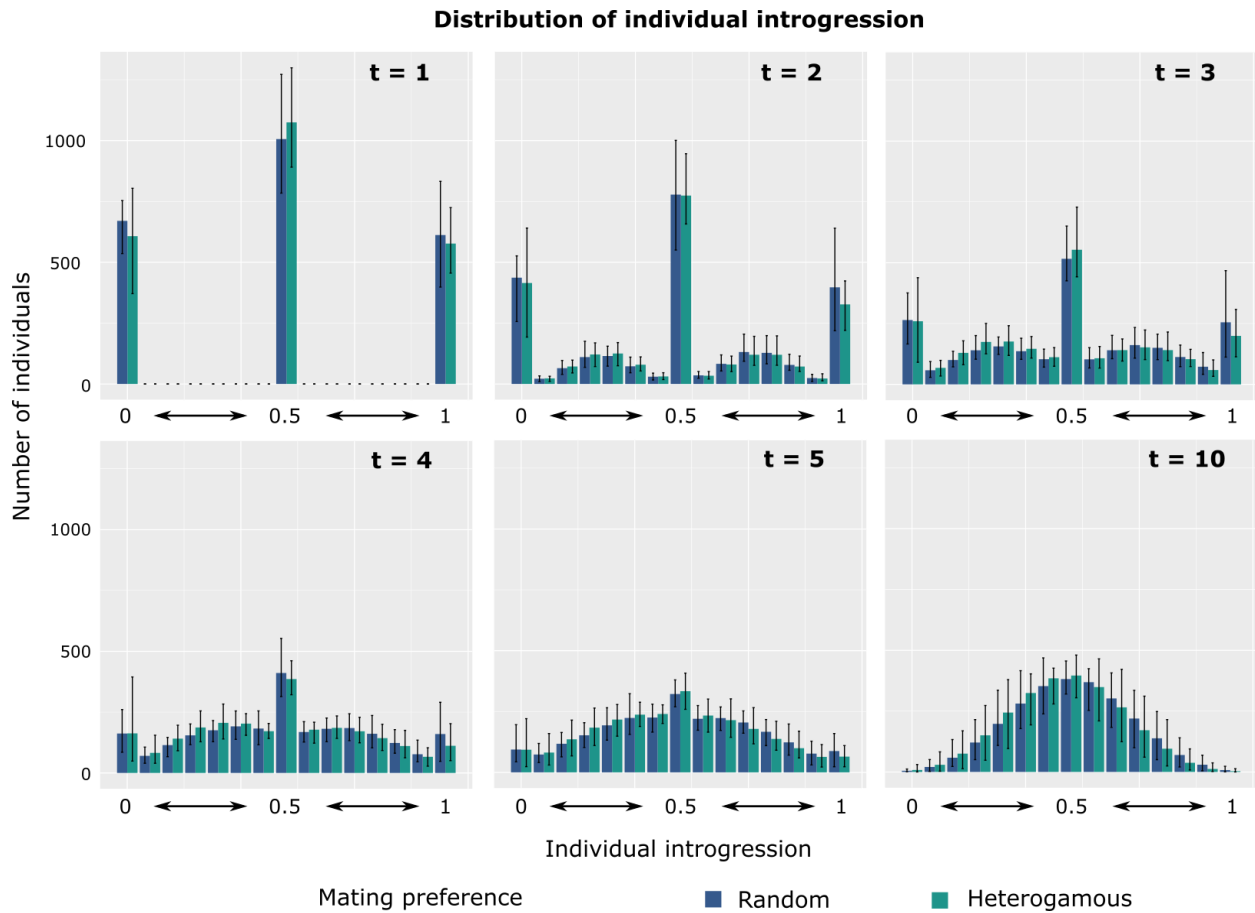 Distribution of individual introgression
t = 1
t = 2
t = 3
1000
500
0
0 0.5 1
0 0.5 1
0 0.5 1
t = 4
t = 5
t = 10
1000
500
0
0 0.5 1
0 0.5 1
0 0.5 1
Number of individuals
Individual introgression
Mating preference Random Heterogamous